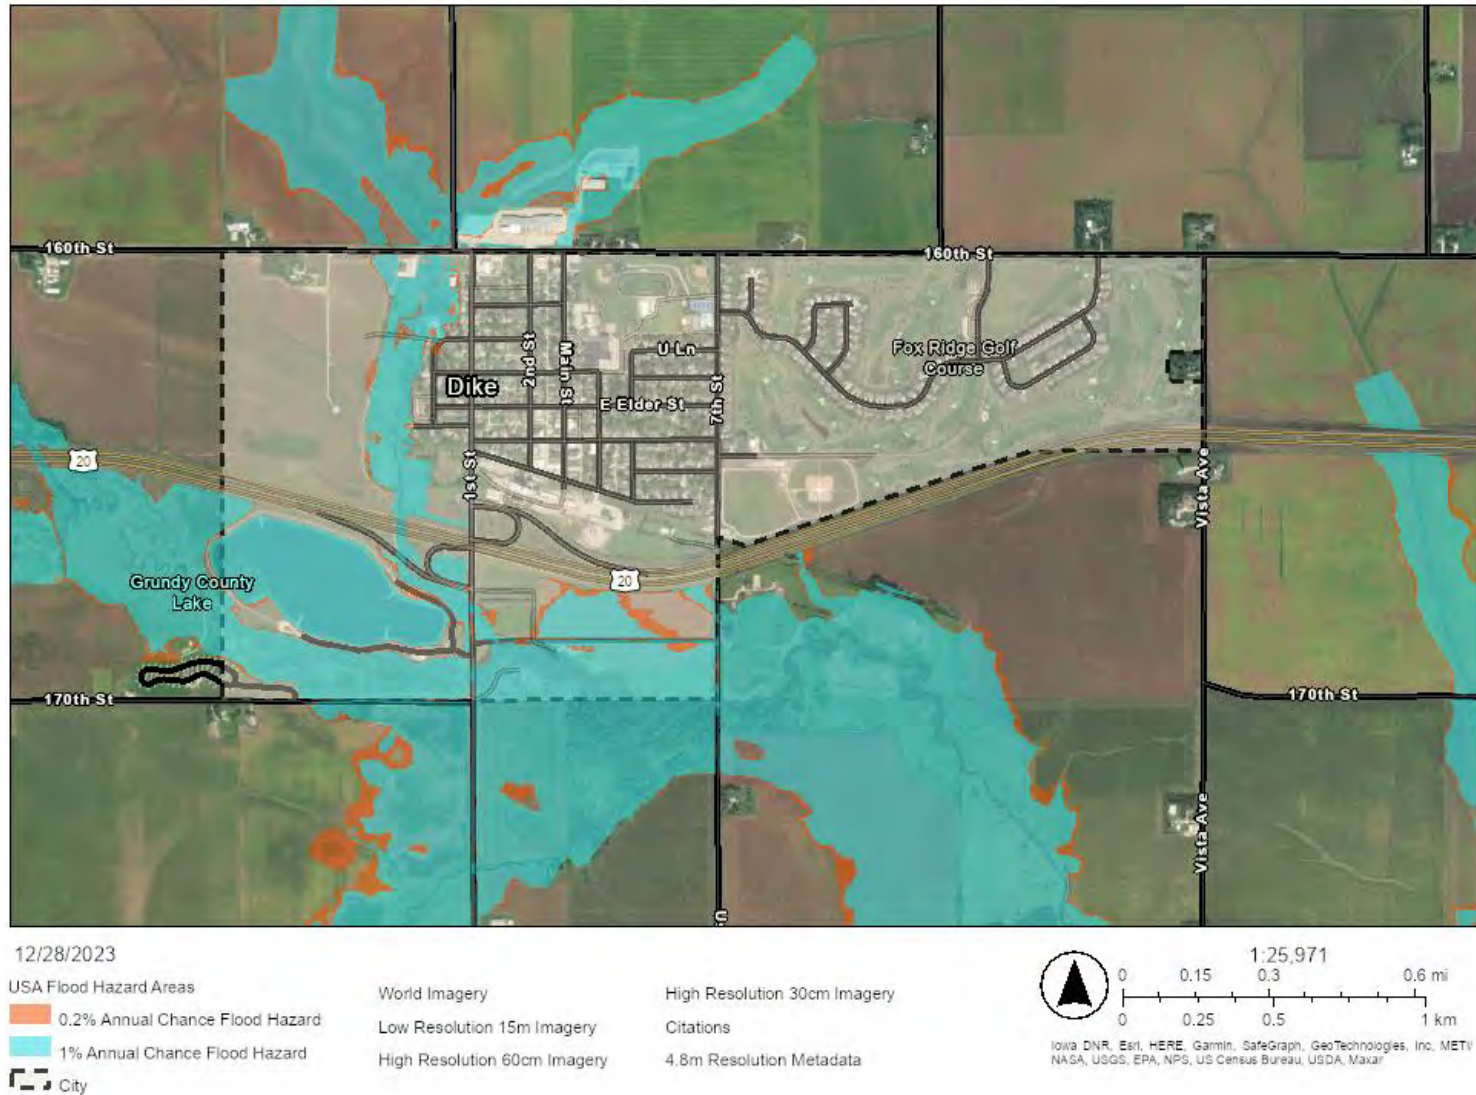 160th St
160th St
U Ln
2nd St
Main St
Fox Ridge Golf
Course
Dike
E Elder St
7th St
20
1st St
Vista Ave
Grundy County
Lake
20
170th St
170th St
Vista Ave
12/28/2023
USA Flood Hazard Areas
0.2% Annual Chance Flood Hazard
1% Annual Chance Flood Hazard
City
World Imagery
Low Resolution 15m Imagery
High Resolution 60cm Imagery
High Resolution 30cm Imagery
Citations
4.8m Resolution Metadata
1:25,971
0 0.15 0.3 0.6 mi
0 0.25 0.5 1 km
Iowa DNR, Esri, HERE, Garmin, SafeGraph, GeoTechnologies, Inc, METI/
NASA, USGS, EPA, NPS, US Census Bureau, USDA, Maxar